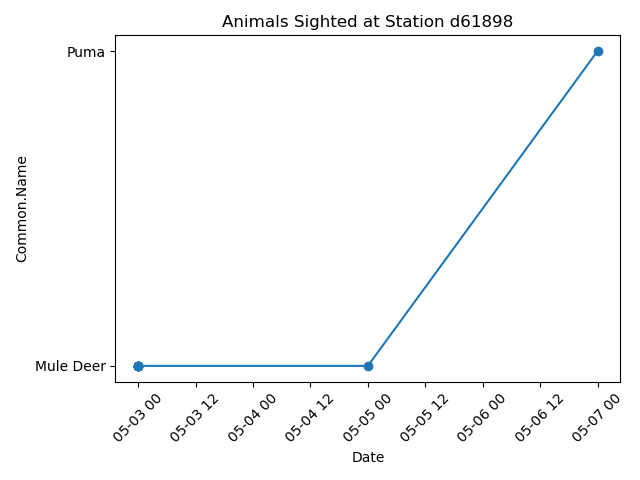 Animals Sighted at Station d61898
Puma
Common.Name
Mule Deer
05-03 00
05-03 12
05-04 00
05-04 12
05-05 00
05-05 12
05-06 00
05-06 12
05-07 00
Date